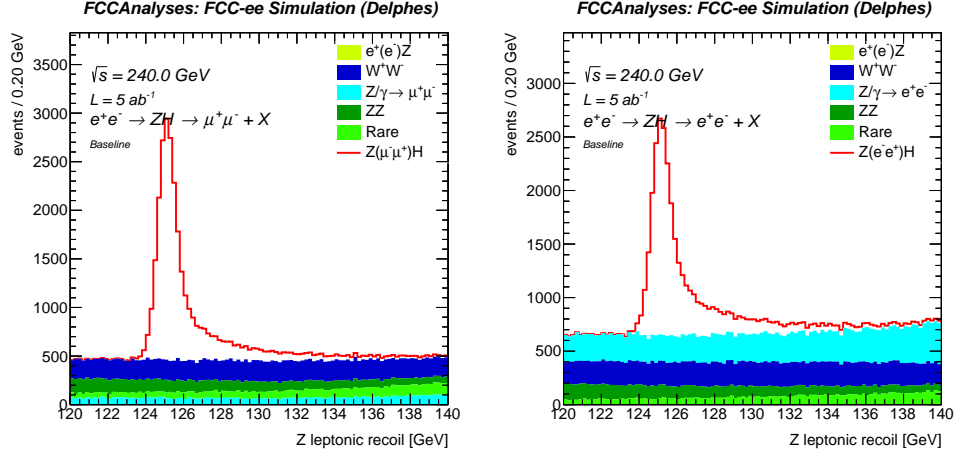 FCCAnalyses: FCC-ee Simulation (Delphes)
events / 0.20 GeV
3500
3000
2500
2000
1500
1000
500
0
√s = 240.0 GeV
L = 5 ab⁻¹
e⁺e⁻ → ZH → μ⁺μ⁻ + X
Baseline
e⁺(e⁻)Z
W⁺W⁻
Z/γ→ μ⁺μ⁻
ZZ
Rare
Z(μ⁻μ⁺)H
120 122 124 126 128 130 132 134 136 138 140
Z leptonic recoil [GeV]
FCCAnalyses: FCC-ee Simulation (Delphes)
events / 0.20 GeV
3000
2500
2000
1500
1000
500
0
√s = 240.0 GeV
L = 5 ab⁻¹
e⁺e⁻ → ZH → e⁺e⁻ + X
Baseline
e⁺(e⁻)Z
W⁺W⁻
Z/γ→ e⁺e⁻
ZZ
Rare
Z(e⁻e⁺)H
120 122 124 126 128 130 132 134 136 138 140
Z leptonic recoil [GeV]